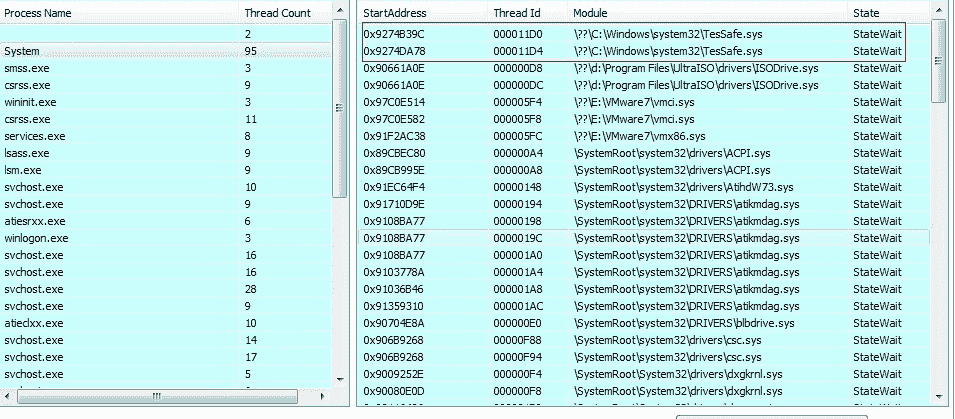 Process Name Thread Count
2
System 95
smss.exe 3
csrss.exe 9
wininit.exe 3
csrss.exe 11
services.exe 8
lsass.exe 9
lsm.exe 9
svchost.exe 10
svchost.exe 9
atiesrxx.exe 6
winlogon.exe 3
svchost.exe 16
svchost.exe 16
svchost.exe 28
svchost.exe 9
atieclxx.exe 10
svchost.exe 14
svchost.exe 17
svchost.exe 5
StartAddress Thread Id Module State
0x9274B39C 000011D0 \??\C:\Windows\system32\TesSafe.sys StateWait
0x9274DA78 000011D4 \??\C:\Windows\system32\TesSafe.sys StateWait
0x90661A0E 000000D8 \??\d:\Program Files\UltraISO\drivers\ISODrive.sys StateWait
0x90661A0E 000000DC \??\d:\Program Files\UltraISO\drivers\ISODrive.sys StateWait
0x97C0E514 000005F4 \??\E:\VMware7\vmci.sys StateWait
0x97C0E582 000005F8 \??\E:\VMware7\vmci.sys StateWait
0x91F2AC38 000005FC \??\E:\VMware7\vmx86.sys StateWait
0x89CBEC80 000000A4 \SystemRoot\system32\drivers\ACPI.sys StateWait
0x89CB995E 000000A8 \SystemRoot\system32\drivers\ACPI.sys StateWait
0x91EC64F4 00000148 \SystemRoot\system32\drivers\AtihdW73.sys StateWait
0x91710D9E 00000194 \SystemRoot\system32\DRIVERS\atikmdag.sys StateWait
0x9108BA77 00000198 \SystemRoot\system32\DRIVERS\atikmdag.sys StateWait
0x9108BA77 0000019C \SystemRoot\system32\DRIVERS\atikmdag.sys StateWait
0x9108BA77 000001A0 \SystemRoot\system32\DRIVERS\atikmdag.sys StateWait
0x9103778A 000001A4 \SystemRoot\system32\DRIVERS\atikmdag.sys StateWait
0x91036B46 000001A8 \SystemRoot\system32\DRIVERS\atikmdag.sys StateWait
0x91359310 000001AC \SystemRoot\system32\DRIVERS\atikmdag.sys StateWait
0x90704E8A 000000E0 \SystemRoot\system32\DRIVERS\blbdrive.sys StateWait
0x906B9268 00000F88 \SystemRoot\system32\drivers\csc.sys StateWait
0x906B9268 00000F94 \SystemRoot\system32\drivers\csc.sys StateWait
0x9009252E 000000F4 \SystemRoot\System32\drivers\dxgkrnl.sys StateWait
0x90080E0D 000000F8 \SystemRoot\System32\drivers\dxgkrnl.sys StateWait